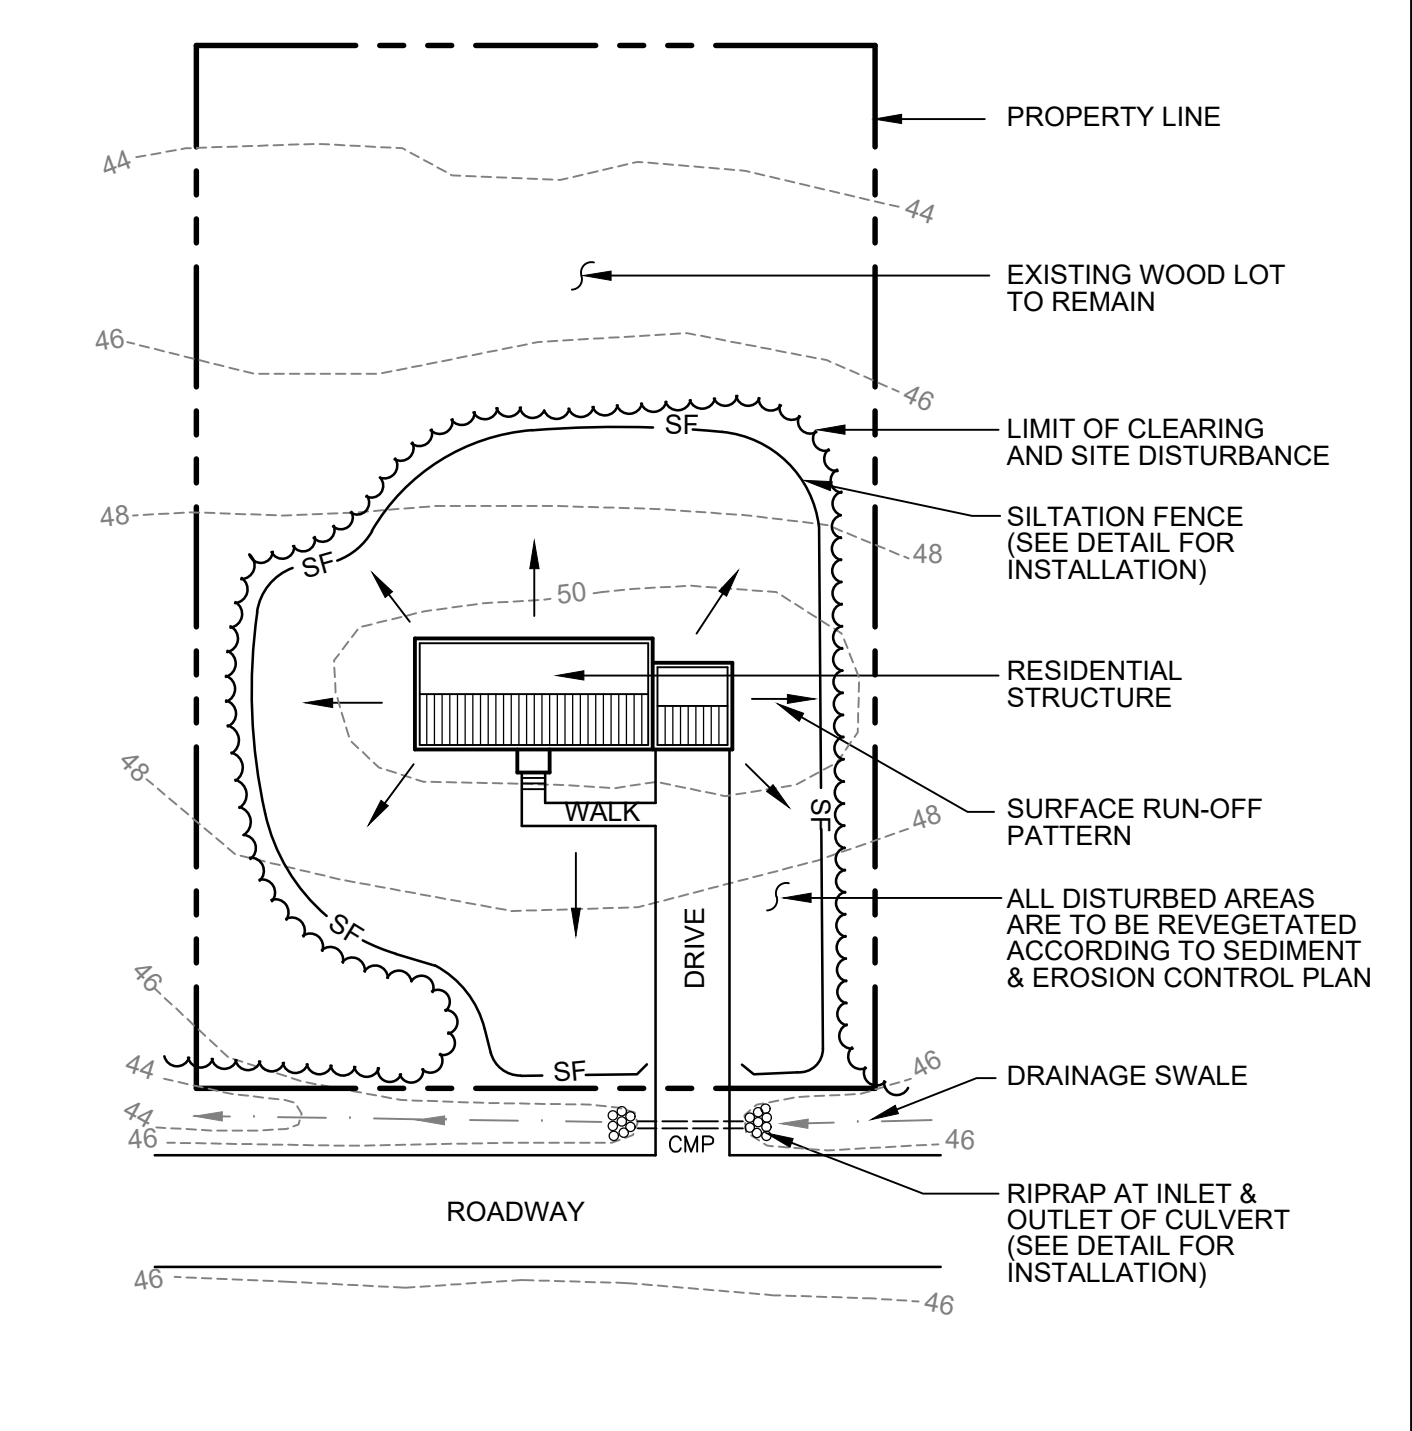 PROPERTY LINE
44
44
EXISTING WOOD LOT
TO REMAIN
46
46
SF
LIMIT OF CLEARING
AND SITE DISTURBANCE
48
48
SILTATION FENCE
(SEE DETAIL FOR
INSTALLATION)
SF
50
RESIDENTIAL
STRUCTURE
48
WALK
SF
48
SURFACE RUN-OFF
PATTERN
SF
DRIVE
ALL DISTURBED AREAS
ARE TO BE REVEGETATED
ACCORDING TO SEDIMENT
& EROSION CONTROL PLAN
46
44
SF
46
DRAINAGE SWALE
44
46
CMP
46
ROADWAY
RIPRAP AT INLET &
OUTLET OF CULVERT
(SEE DETAIL FOR
INSTALLATION)
46
46